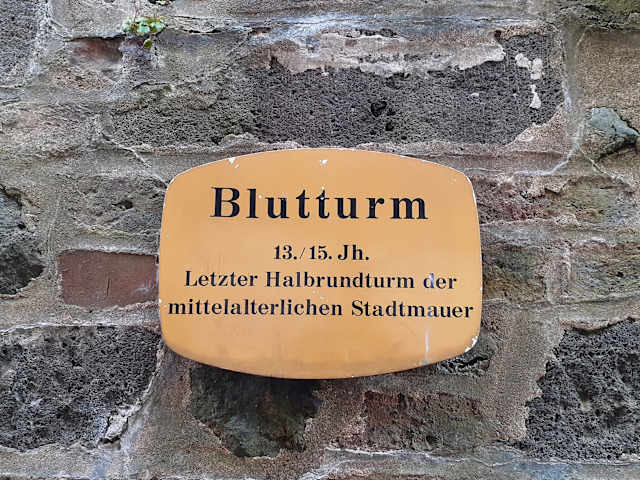 Blutturm
13./15. Jh.
Letzter Halbrundturm der
mittelalterlichen Stadtmauer